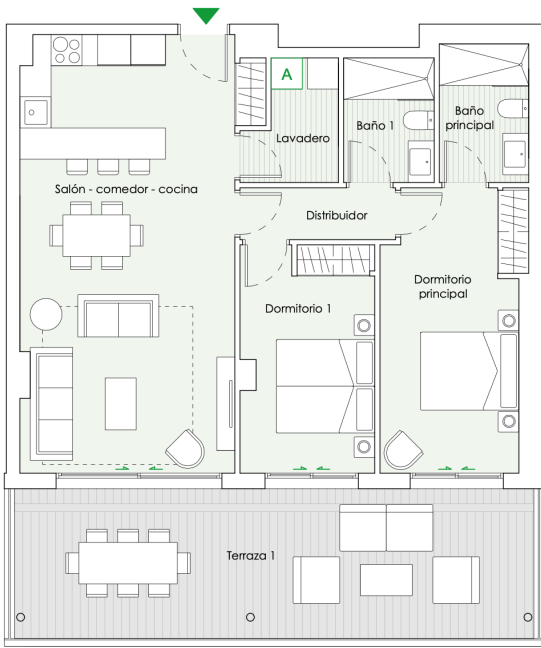 A
Lavadero
Baño 1
Baño
principal
Salón - comedor - cocina
Distribuidor
Dormitorio 1
Dormitorio
principal
Terraza 1